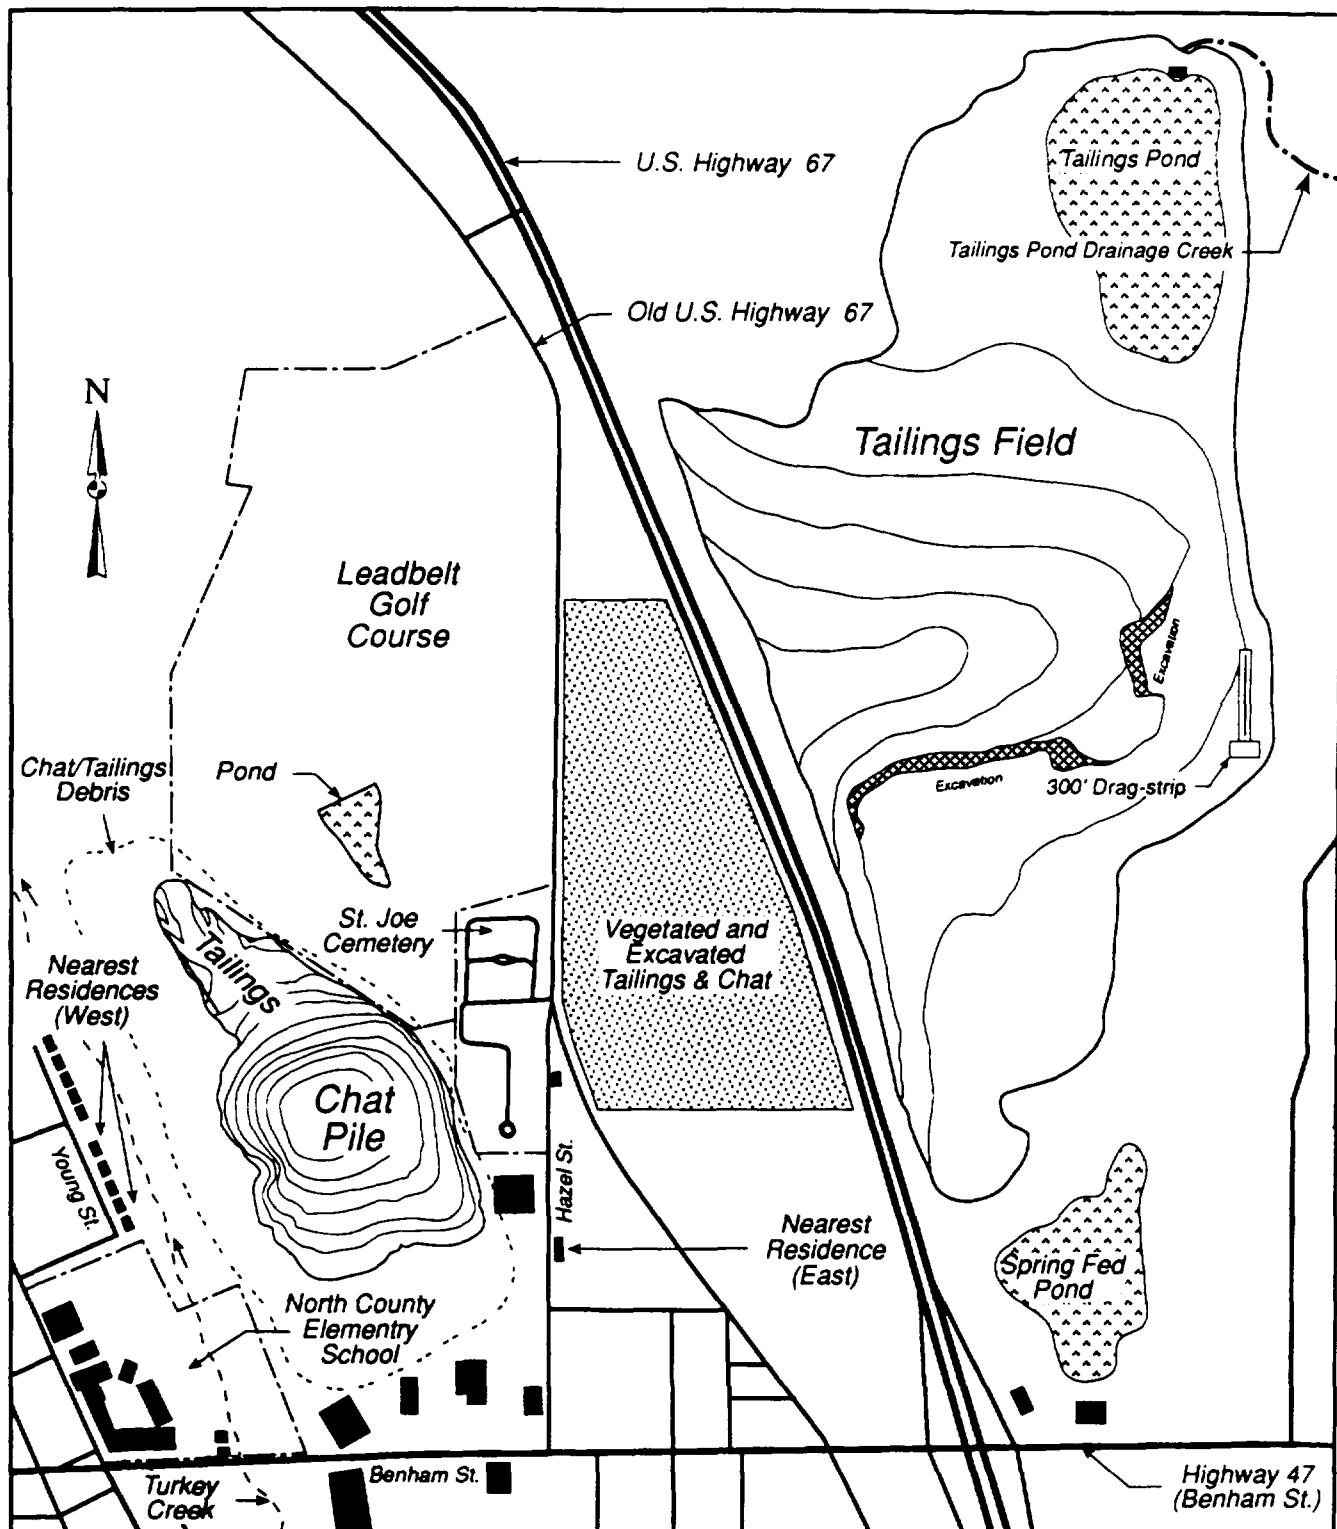 U.S. Highway 67
Tailings Pond
Tailings Pond Drainage Creek
Old U.S. Highway 67
N
Tailings Field
Leadbelt
Golf
Course
Excavation
Chat/Tailings
Debris
Pond
Excavation
300' Drag-strip
St. Joe
Cemetery
Vegetated and
Excavated
Tailings & Chat
Tailings
Nearest
Residences
(West)
Chat
Pile
Young St.
Hazel St.
Nearest
Residence
(East)
Spring Fed
Pond
North County
Elementry
School
Benham St.
Turkey
Creek
Highway 47
(Benham St.)